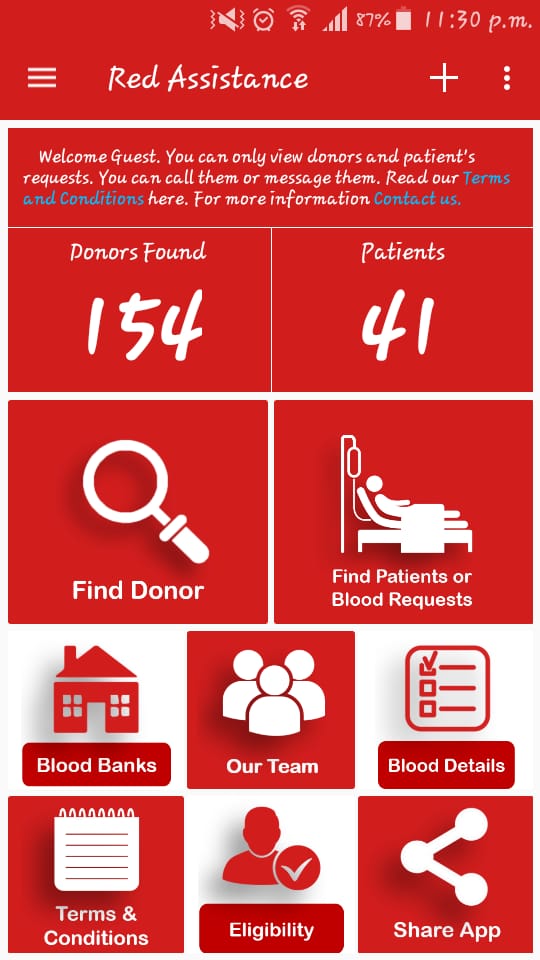 87% 11:30 p.m.
Red Assistance
Welcome Guest. You can only view donors and patient's
requests. You can call them or message them. Read our Terms
and Conditions here. For more information Contact us.
Donors Found
Patients
154
41
Find Donor
Find Patients or
Blood Requests
Blood Banks
Our Team
Blood Details
Terms &
Conditions
Eligibility
Share App